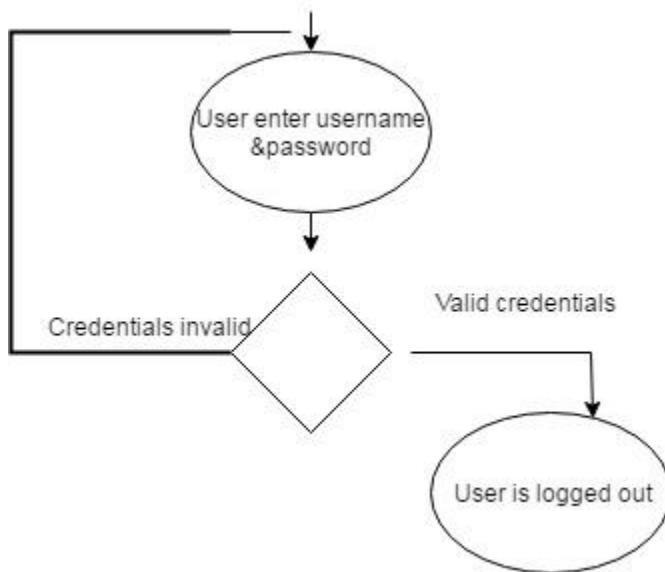 User enter username
&password
Credentials invalid
Valid credentials
User is logged out